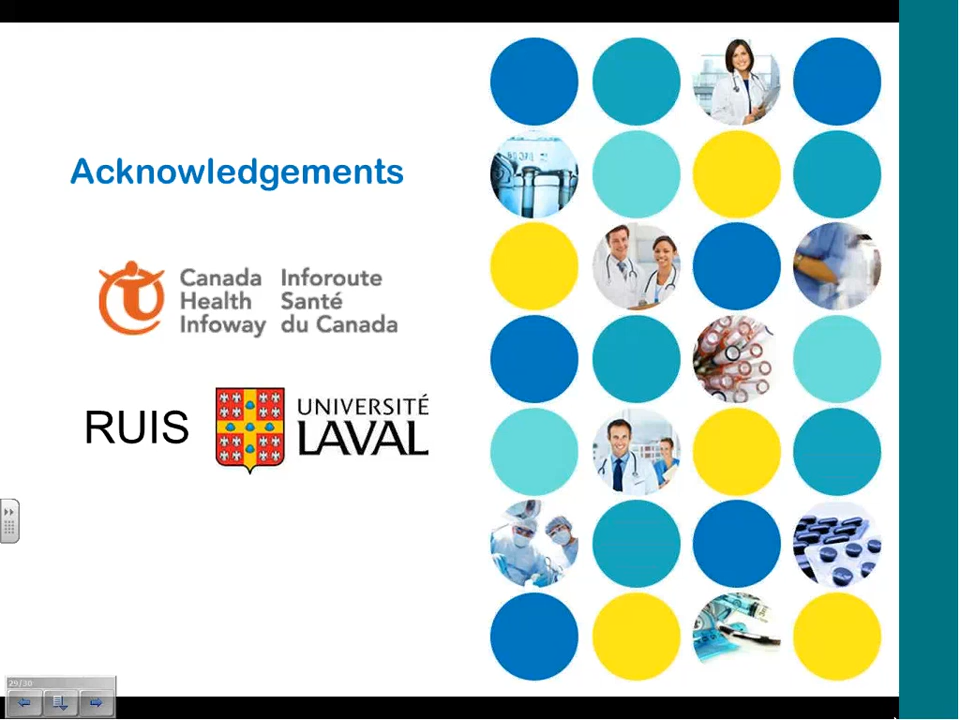 Acknowledgements
Canada Inforoute
Health Santé
Infoway du Canada
RUIS
UNIVERSITÉ
LAVAL
29/30